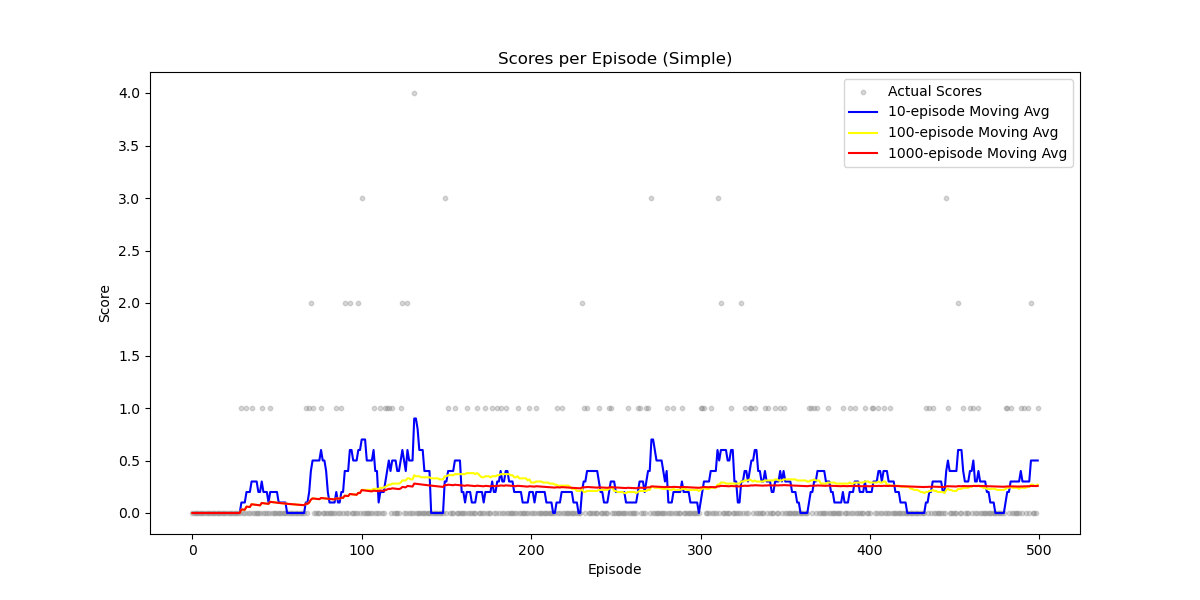 Scores per Episode (Simple)
Score
4.0
3.5
3.0
2.5
2.0
1.5
1.0
0.5
0.0
Actual Scores
10-episode Moving Avg
100-episode Moving Avg
1000-episode Moving Avg
0 100 200 300 400 500
Episode